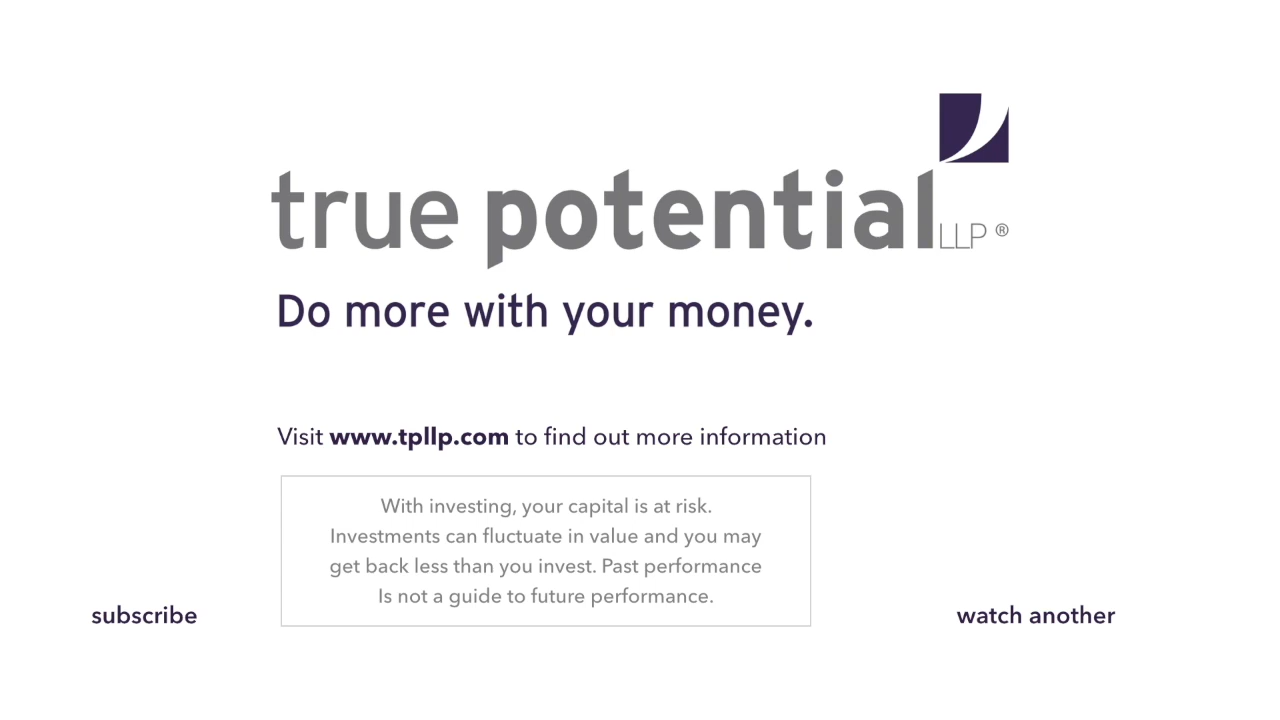 true potential LLP ®
Do more with your money.
Visit www.tpllp.com to find out more information
With investing, your capital is at risk.
Investments can fluctuate in value and you may
get back less than you invest. Past performance
Is not a guide to future performance.
subscribe
watch another